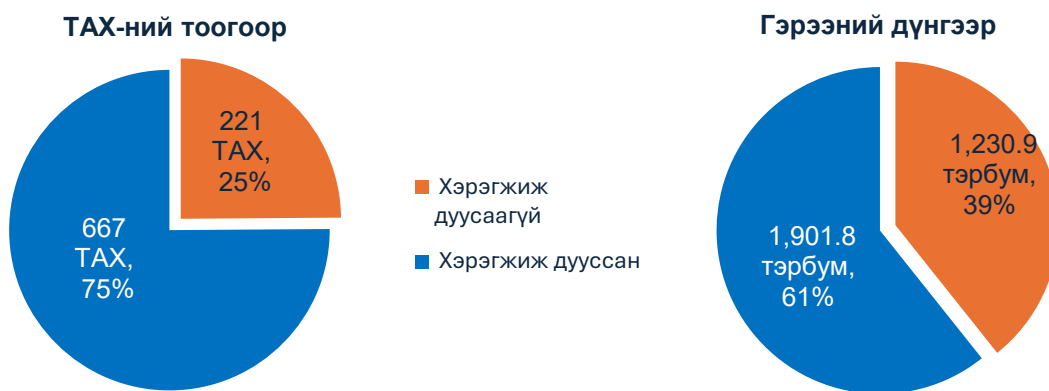 ТАХ-ний тоогоор
221
ТАХ,
25%
667
ТАХ,
75%
Хэрэгжиж
дуусаагүй
Хэрэгжиж дууссан
Гэрээний дүнгээр
1,230.9
тэрбум,
39%
1,901.8
тэрбум,
61%